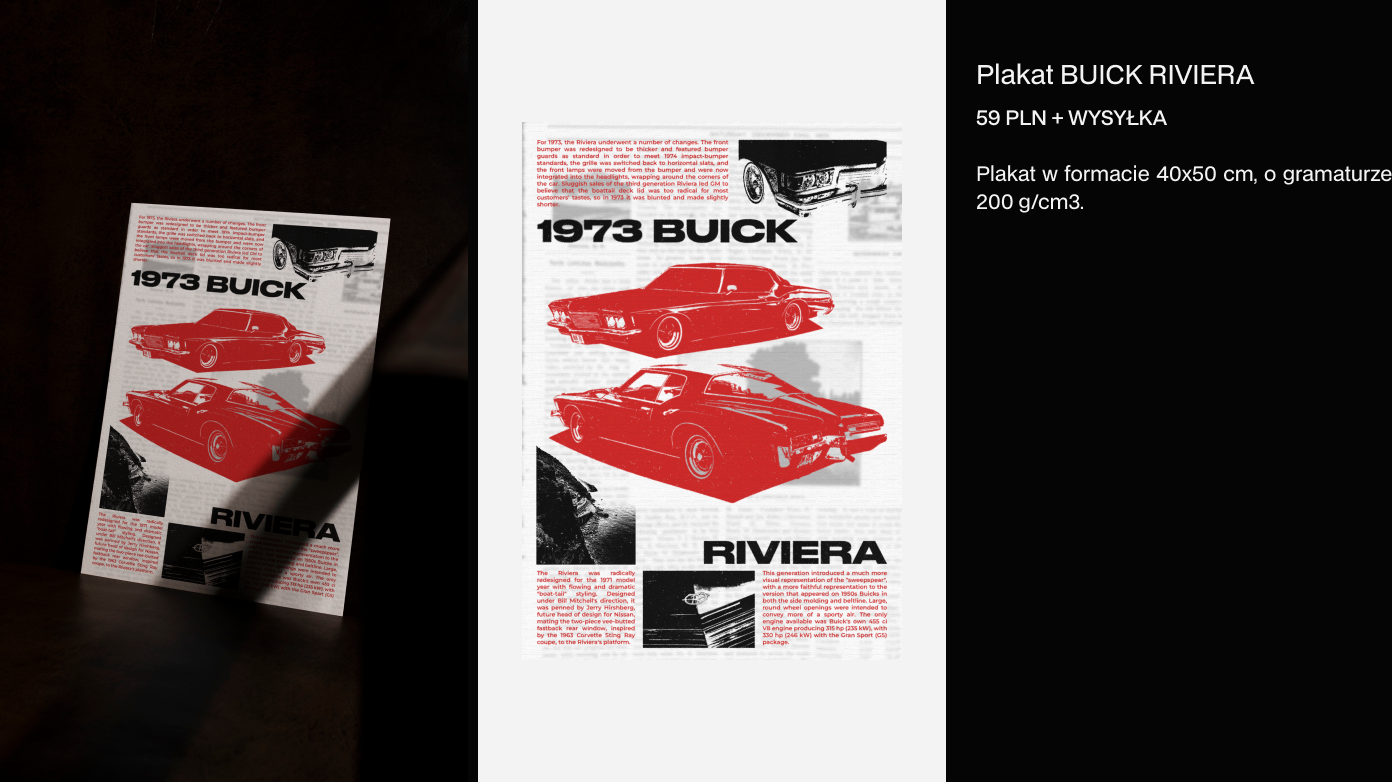 For 1973, the Riviera underwent a number of changes. The front
bumper was redesigned to be thicker and featured bumper
guards as standard in order to meet 1974 impact-bumper
standards, the grille was switched back to horizontal slats, and
the front lamps were moved from the bumper and were now
integrated into the headlights, wrapping around the corners of
the car. Sluggish sales of the third generation Riviera led GM to
believe that the boattail deck lid was too radical for most
customers' tastes, so in 1973 it was blunted and made slightly
shorter.
1973 BUICK
RIVIERA
The Riviera was radically
redesigned for the 1971 model
year with flowing and dramatic
"boat-tail" styling. Designed
under Bill Mitchell's direction, it
was penned by Jerry Hirshberg,
future head of design for Nissan,
mating the two-piece vee-butted
fastback rear window, inspired
by the 1963 Corvette Sting Ray
coupe, to the Riviera's platform.
This generation introduced a much more
visual representation of the "sweepspear",
with a more faithful representation to the
version that appeared on 1950s Buicks in
both the side molding and beltline. Large,
round wheel openings were intended to
convey more of a sporty air. The only
engine available was Buick's own 455 ci
V8 engine producing 315 hp (235 kW), with
330 hp (246 kW) with the Gran Sport (GS)
package.
1973 BUICK
RIVIERA
Plakat BUICK RIVIERA
59 PLN + WYSYŁKA
Plakat w formacie 40x50 cm, o gramaturze
200 g/cm3.